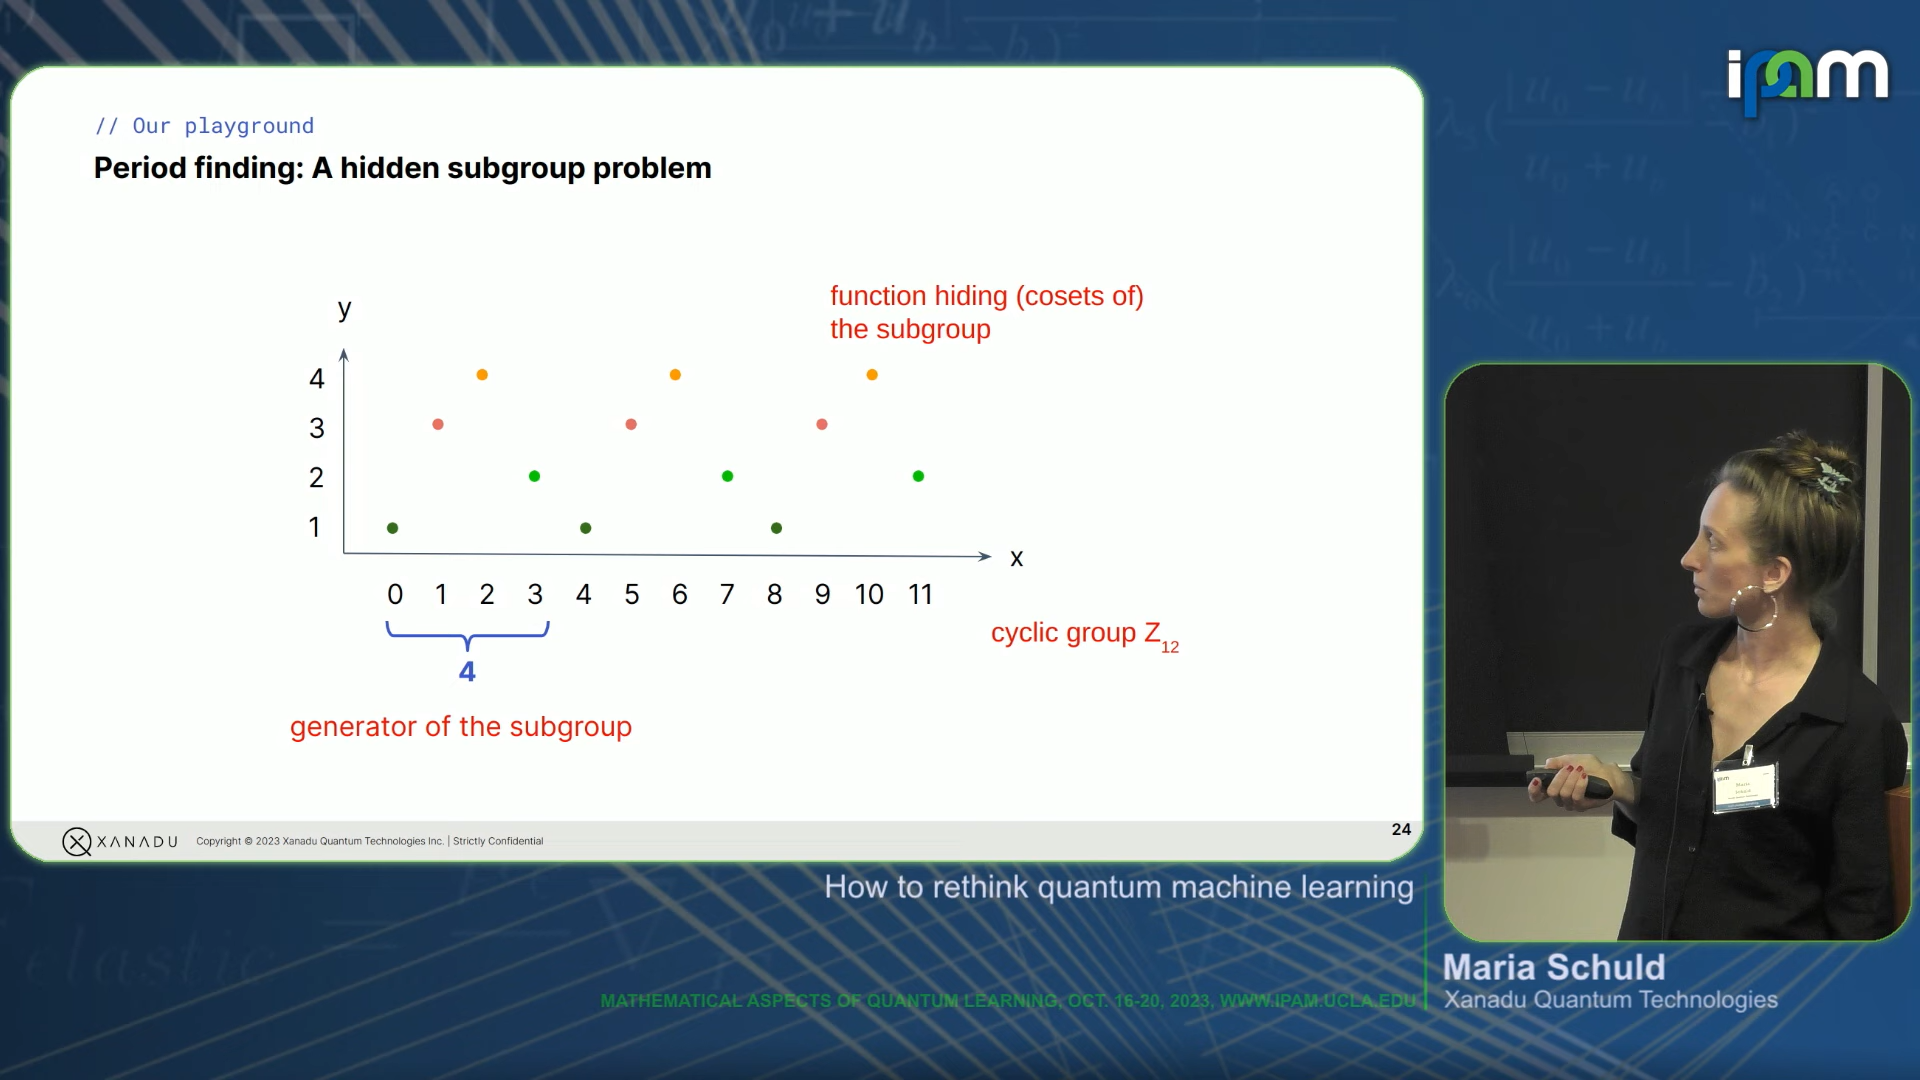 ipam
// Our playground
Period finding: A hidden subgroup problem
function hiding (cosets of)
the subgroup
y
4
3
2
1
x
0 1 2 3 4 5 6 7 8 9 10 11
4
cyclic group Z12
generator of the subgroup
XANADU
Copyright © 2023 Xanadu Quantum Technologies Inc. | Strictly Confidential
24
How to rethink quantum machine learning
Maria Schuld
Xanadu Quantum Technologies
MATHEMATICAL ASPECTS OF QUANTUM LEARNING, OCT. 16-20, 2023, WWW.IPAM.UCLA.EDU